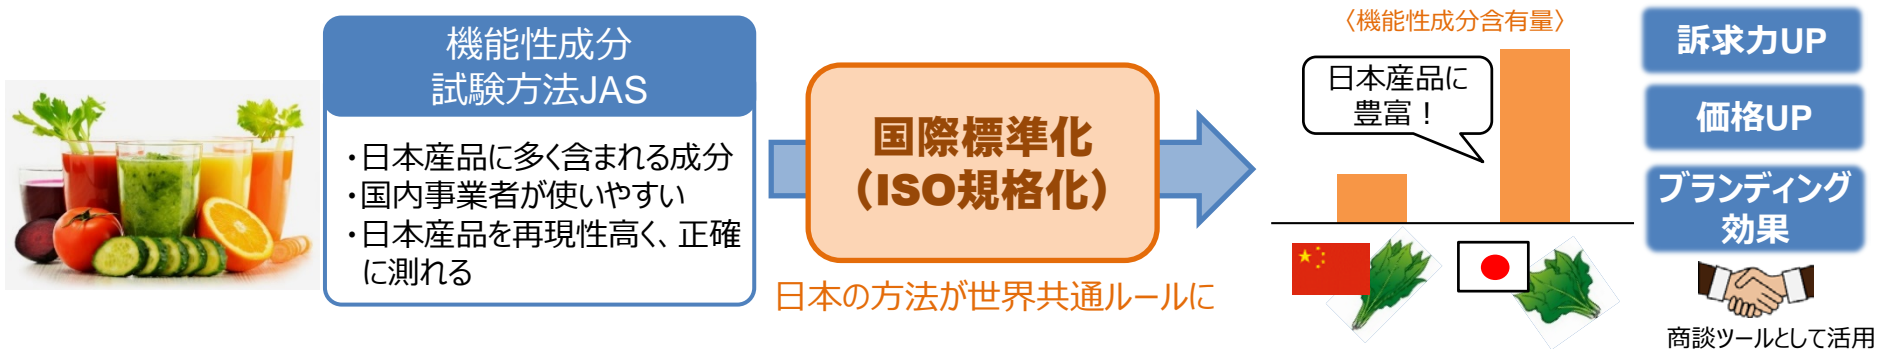 機能性成分
試験方法JAS
・日本産品に多く含まれる成分
・国内事業者が使いやすい
・日本産品を再現性高く、正確
に測れる
国際標準化
（ISO規格化）
日本の方法が世界共通ルールに
〈機能性成分含有量〉
日本産品に
豊富！
訴求力UP
価格UP
ブランディング
効果
商談ツールとして活用